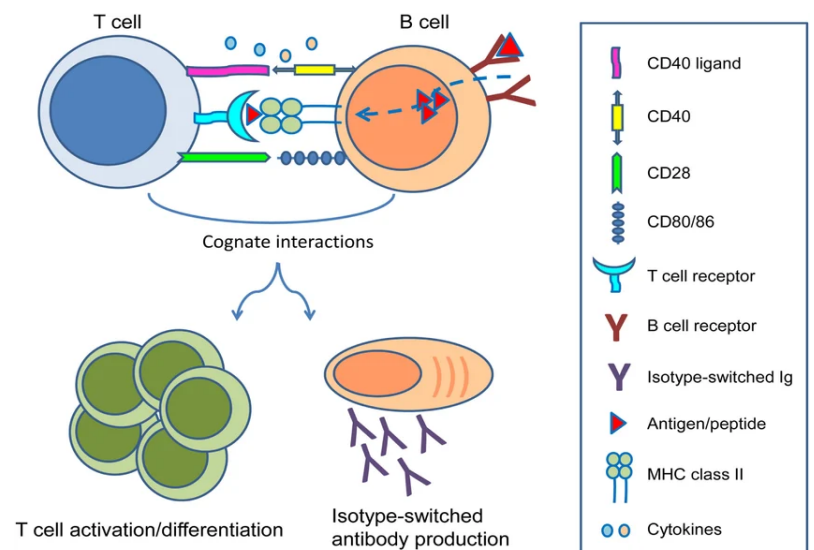 T cell
B cell
Cognate interactions
T cell activation/differentiation
Isotype-switched
antibody production
CD40 ligand
CD40
CD28
CD80/86
T cell receptor
B cell receptor
Isotype-switched Ig
Antigen/peptide
MHC class II
Cytokines